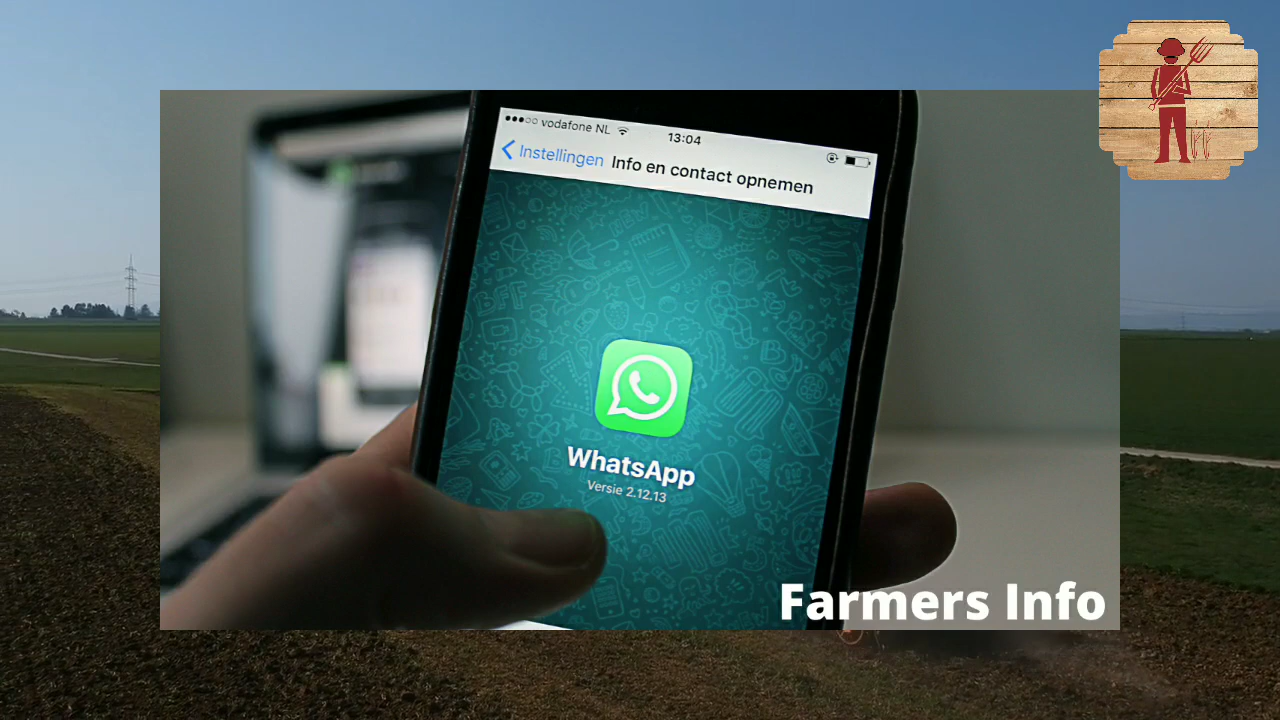 vodafone NL
13:04
Instellingen Info en contact opnemen
WhatsApp
Versie 2.12.13
Farmers Info